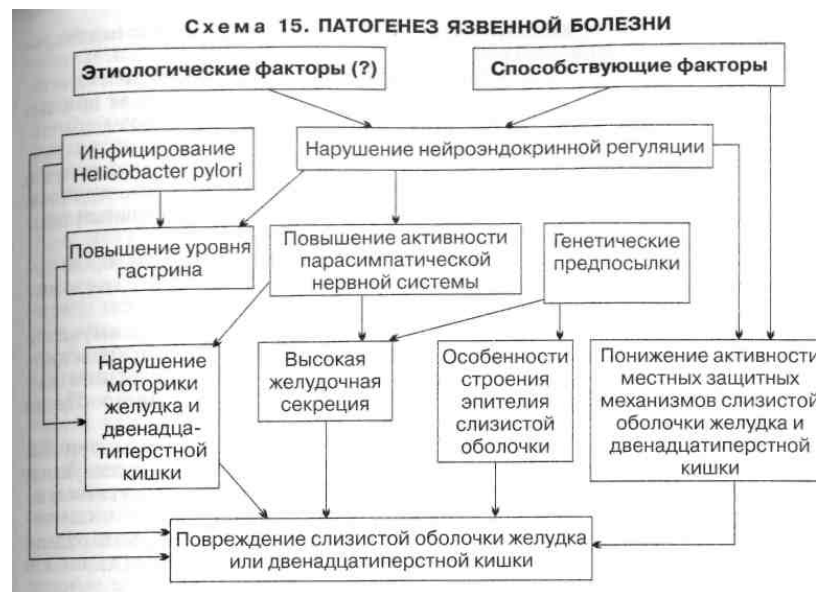 Схема 15. ПАТОГЕНЕЗ ЯЗВЕННОЙ БОЛЕЗНИ
Этиологические факторы (?)
Способствующие факторы
Инфицирование
Helicobacter pylori
Нарушение нейроэндокринной регуляции
Повышение уровня
гастрина
Повышение активности
парасимпатической
нервной системы
Генетические
предпосылки
Нарушение
моторики
желудка и
двенадца-
типерстной
кишки
Высокая
желудочная
секреция
Особенности
строения
эпителия
слизистой
оболочки
Понижение активности
местных защитных
механизмов слизистой
оболочки желудка и
двенадцатиперстной
кишки
Повреждение слизистой оболочки желудка
или двенадцатиперстной кишки